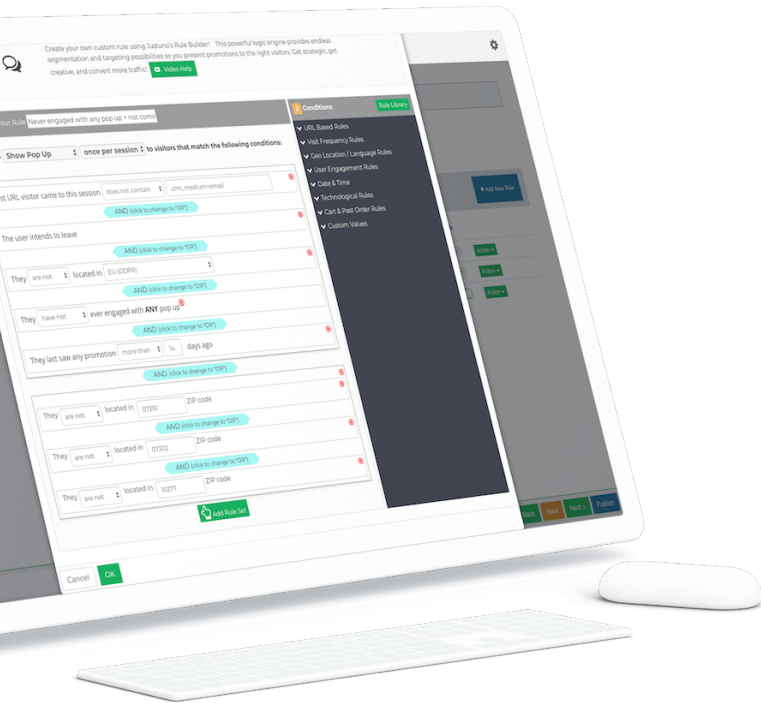 Create your own custom rule using Justuno's Rule Builder! This powerful logic engine provides endless
segmentation and targeting possibilities so you present promotions to the right visitors. Get strategic, get
creative, and convert more traffic! Video Help
our Rule Never engaged with any pop up + not comi
2 Conditions Rule Library
URL Based Rules
Visit Frequency Rules
Geo Location / Language Rules
User Engagement Rules
Date & Time
Technological Rules
Cart & Past Order Rules
Custom Values
Show Pop Up once per session to visitors that match the following conditions:
st URL visitor came to this session does not contain utm_medium=email
AND (click to change to "OR")
The user intends to leave
AND (click to change to "OR")
They are not located in EU (GDPR)
AND (click to change to "OR")
They have not ever engaged with ANY pop up
AND (click to change to "OR")
They last saw any promotion more than 14 days ago
AND (click to change to "OR")
They are not located in 07310 ZIP code
AND (click to change to "OR")
They are not located in 07302 ZIP code
AND (click to change to "OR")
They are not located in 10277 ZIP code
Add Rule Set
Cancel OK
+ Add New Rule
Action
Action
Action
Back Save Next > Publish